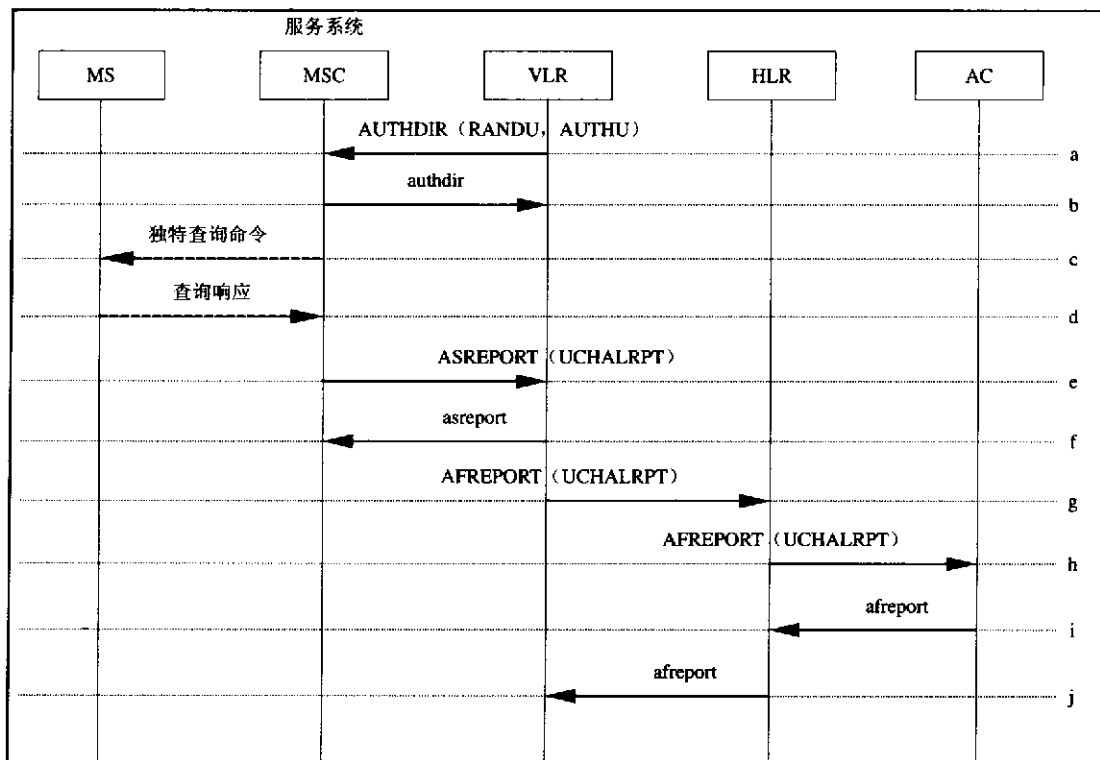 服务系统
MS MSC VLR HLR AC
AUTHDIR（RANDU，AUTHU）
a
authdir
b
独特查询命令
c
查询响应
d
ASREPORT（UCHALRPT）
e
asreport
f
AFREPORT（UCHALRPT）
g
AFREPORT（UCHALRPT）
h
afreport
i
afreport
j